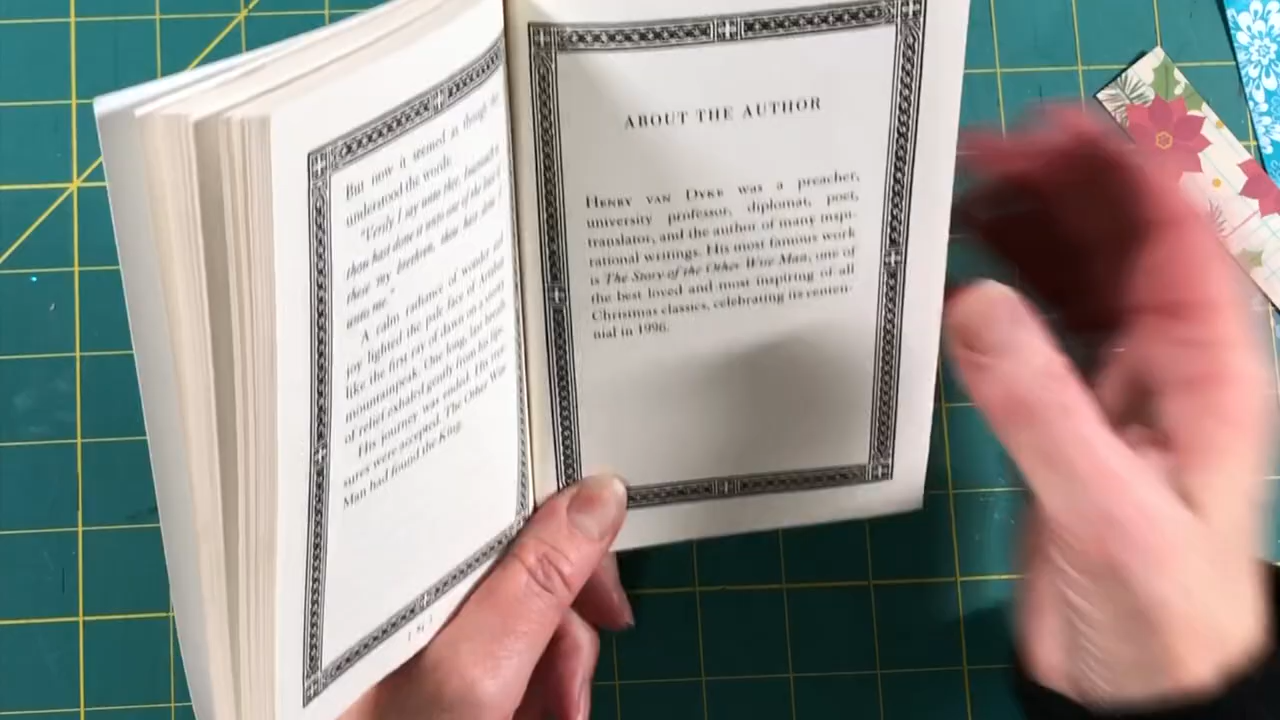 But now it seemed as though he
understood the words:
"Verily I say unto thee, Inasmuch as
thou hast done it unto one of the least of
these my brethren, thou hast done it
unto me."
A calm radiance of wonder and
joy lighted the pale face of Artaban
like the first ray of dawn on a snowy
mountainpeak. One long, last breath
of relief exhaled gently from his lips.
His journey was ended. His trea-
sures were accepted. The Other Wise
Man had found the King.
ABOUT THE AUTHOR
HENRY VAN DYKE was a preacher,
university professor, diplomat, poet,
translator, and the author of many inspi-
rational writings. His most famous work
is The Story of the Other Wise Man, one of
the best loved and most inspiring of all
Christmas classics, celebrating its centen-
nial in 1996.